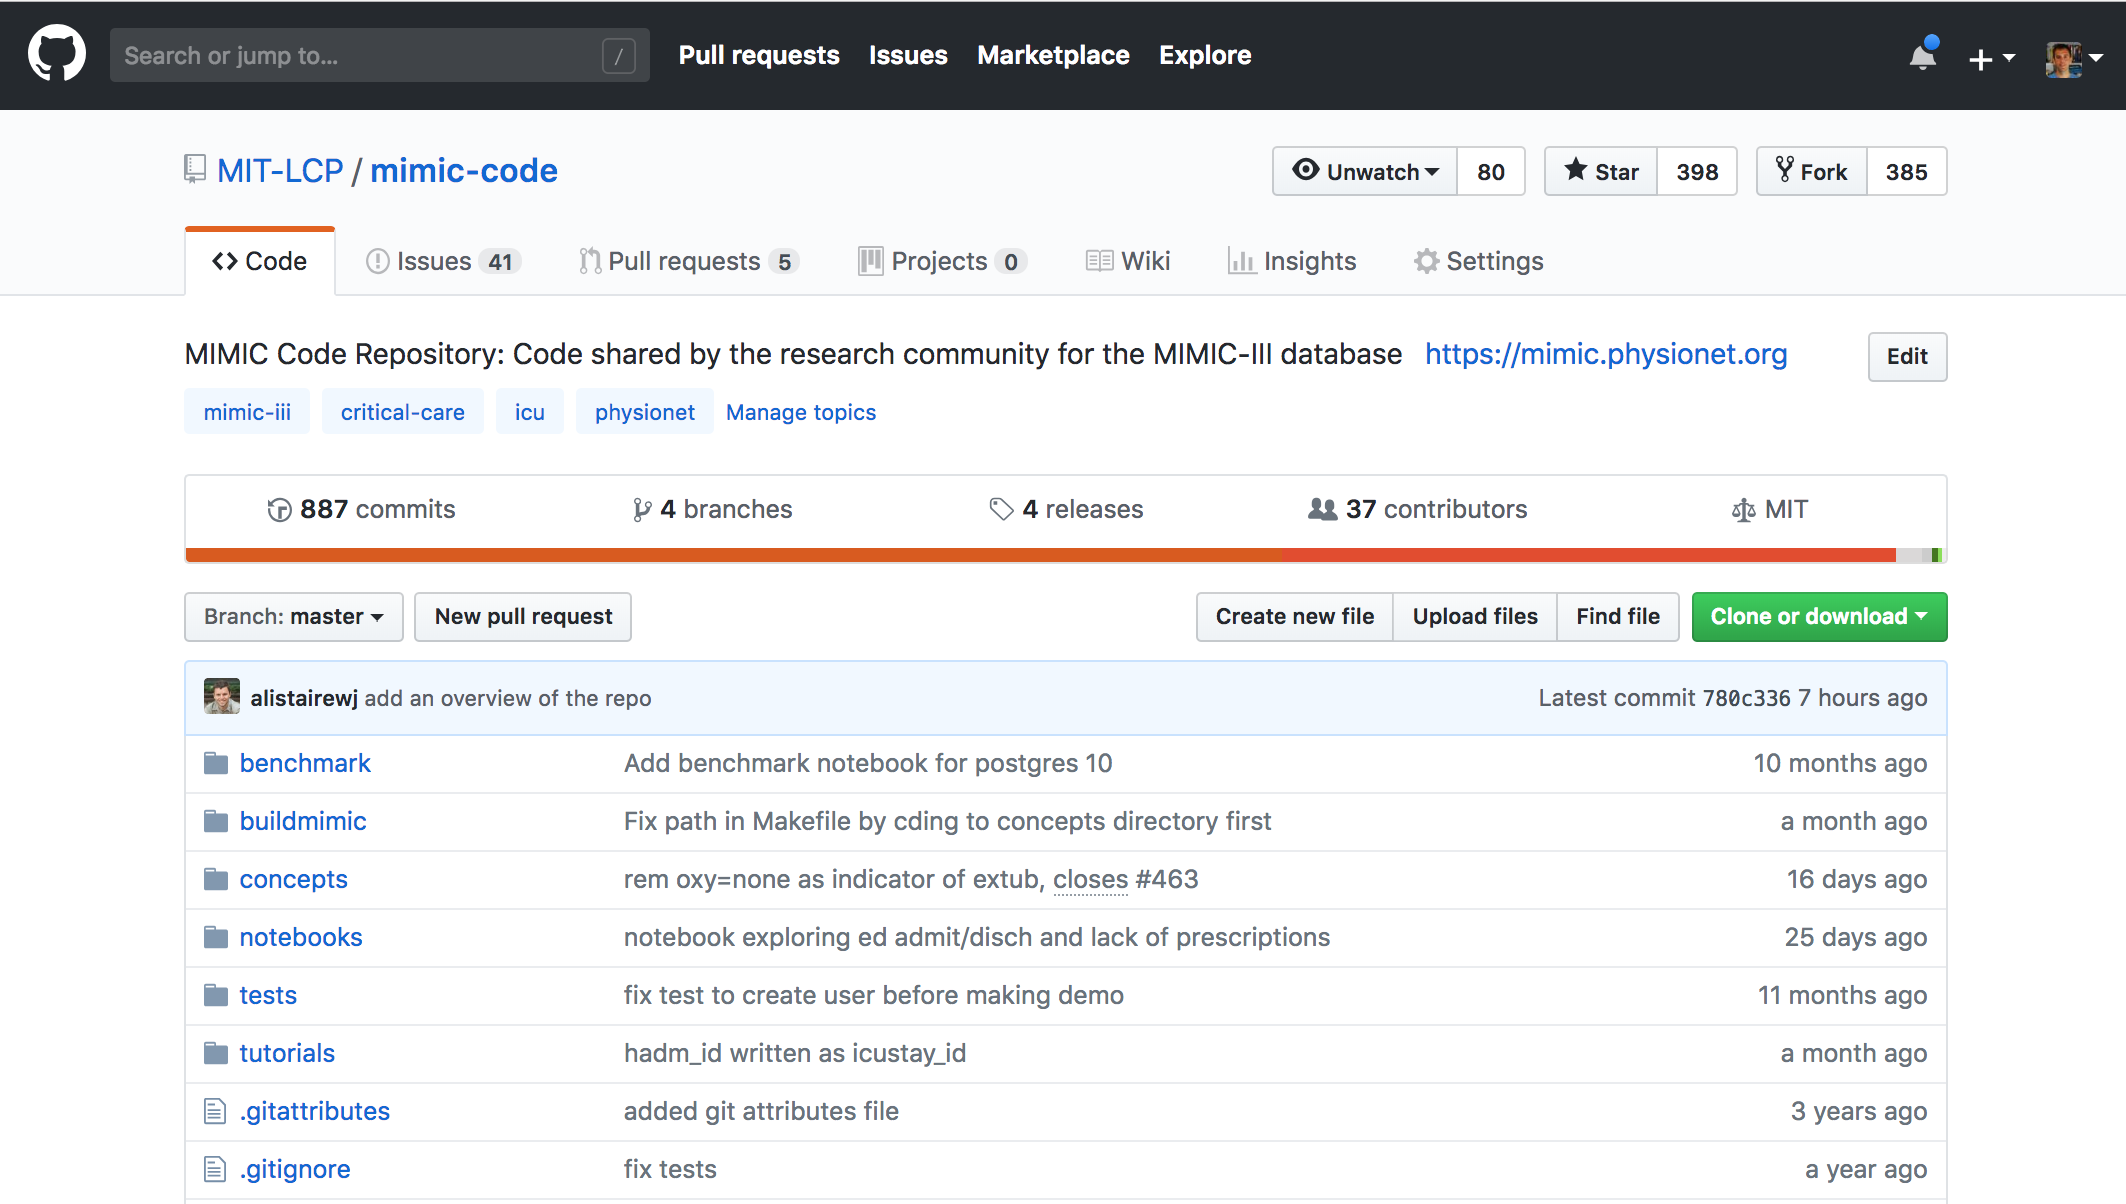 Search or jump to... / Pull requests Issues Marketplace Explore
MIT-LCP / mimic-code Unwatch 80 Star 398 Fork 385
Code Issues 41 Pull requests 5 Projects 0 Wiki Insights Settings
MIMIC Code Repository: Code shared by the research community for the MIMIC-III database https://mimic.physionet.org Edit
mimic-iii critical-care icu physionet Manage topics
887 commits 4 branches 4 releases 37 contributors MIT
Branch: master New pull request Create new file Upload files Find file Clone or download
alistairewj add an overview of the repo Latest commit 780c336 7 hours ago
benchmark Add benchmark notebook for postgres 10 10 months ago
buildmimic Fix path in Makefile by cding to concepts directory first a month ago
concepts rem oxy=none as indicator of extub, closes #463 16 days ago
notebooks notebook exploring ed admit/disch and lack of prescriptions 25 days ago
tests fix test to create user before making demo 11 months ago
tutorials hadm_id written as icustay_id a month ago
.gitattributes added git attributes file 3 years ago
.gitignore fix tests a year ago